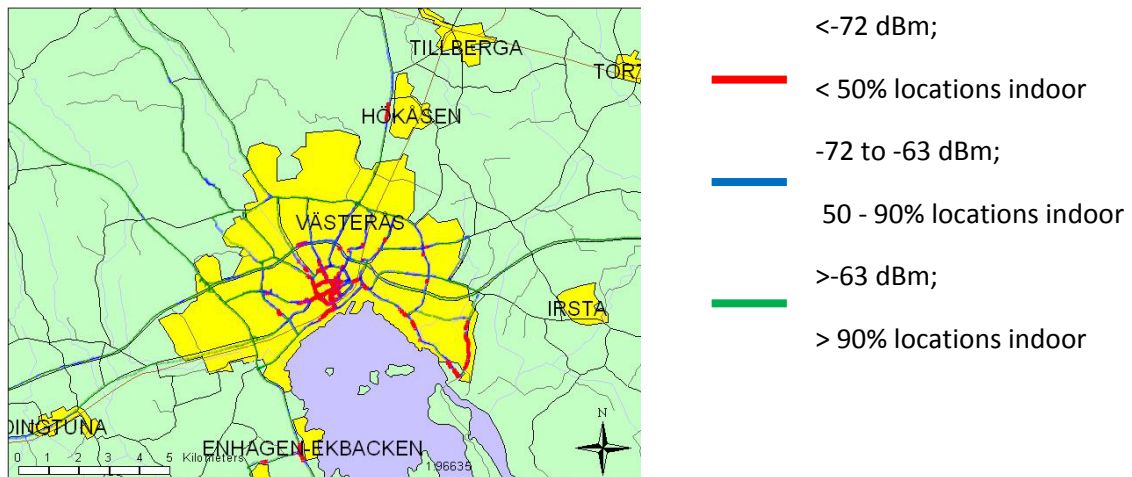 TILLBERGA
TORT
HÖKÅSEN
VÄSTERÅS
IRSTA
DINGTUNA
ENHAGEN-EKBACKEN
N
0 1 2 3 4 5 Kilometers
1:96635
<-72 dBm;
< 50% locations indoor
-72 to -63 dBm;
50 - 90% locations indoor
>-63 dBm;
> 90% locations indoor